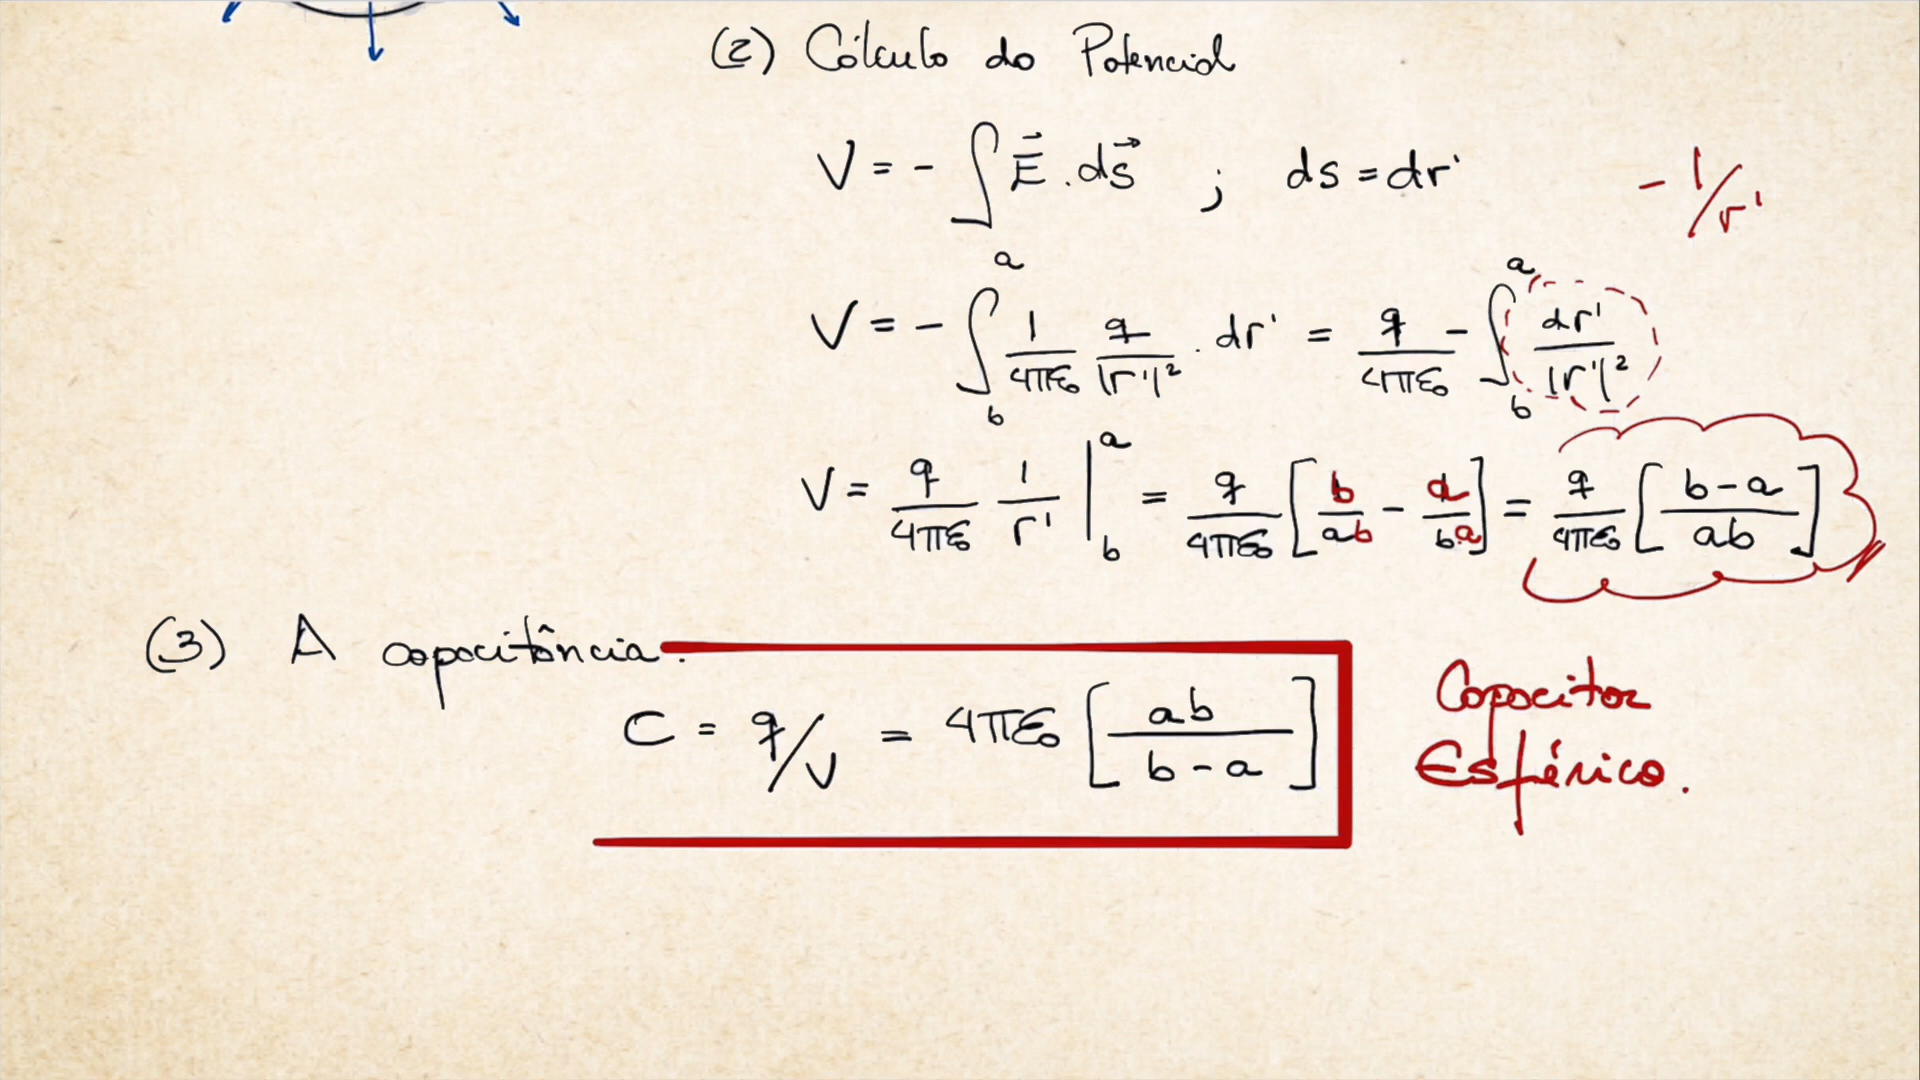 (2) Cálculo do Potencial
V = - ∫ E⃗ . ds⃗ ; ds = dr'
- 1/r'
V = - ∫_b^a 1/4πε₀ q/|r'|² . dr' = q/4πε₀ - ∫_b^a dr'/|r'|²
V = q/4πε₀ 1/r' |_b^a = q/4πε₀ [b/ab - a/ba] = q/4πε₀ [b-a/ab]
(3) A capacitância.
C = q/V = 4πε₀ [ab/b-a]
Capacitor
Esférico.